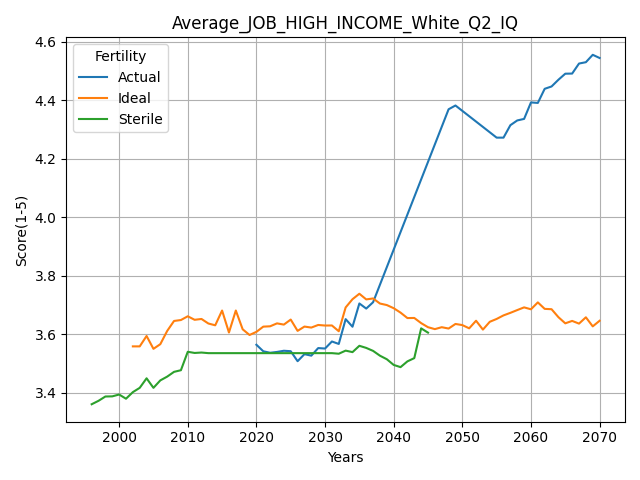 Average_JOB_HIGH_INCOME_White_Q2_IQ
Fertility
Actual
Ideal
Sterile
Score(1-5)
4.6
4.4
4.2
4.0
3.8
3.6
3.4
2000 2010 2020 2030 2040 2050 2060 2070
Years